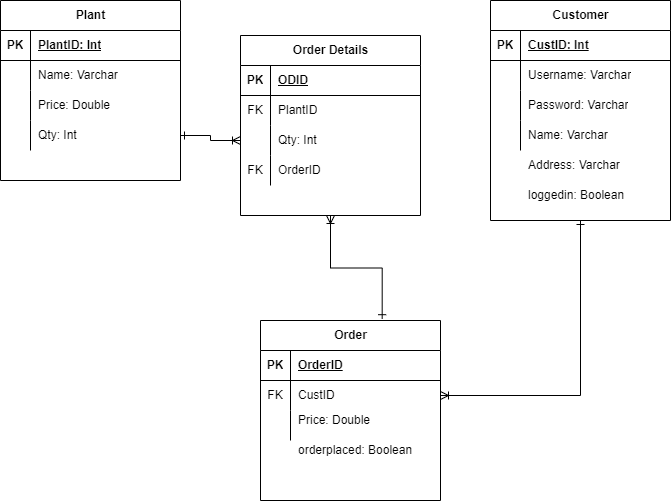 Plant
PK PlantID: Int
Name: Varchar
Price: Double
Qty: Int
Order Details
PK ODID
FK PlantID
Qty: Int
FK OrderID
Customer
PK CustID: Int
Username: Varchar
Password: Varchar
Name: Varchar
Address: Varchar
loggedin: Boolean
Order
PK OrderID
FK CustID
Price: Double
orderplaced: Boolean